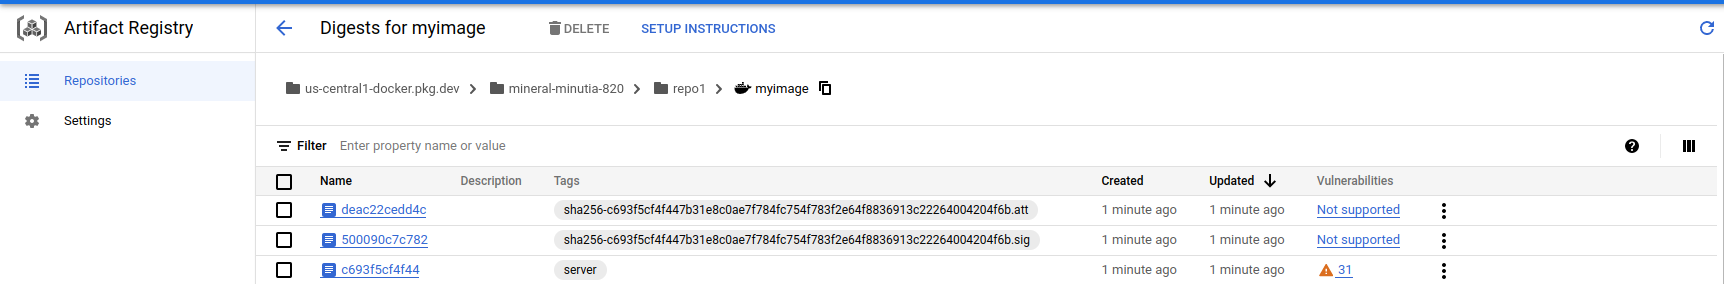 Artifact Registry
Digests for myimage
DELETE
SETUP INSTRUCTIONS
Repositories
Settings
us-central1-docker.pkg.dev > mineral-minutia-820 > repo1 > myimage
Filter Enter property name or value
Name Description Tags Created Updated Vulnerabilities
deac22cedd4c sha256-c693f5cf4f447b31e8c0ae7f784fc754f783f2e64f8836913c22264004204f6b.att 1 minute ago 1 minute ago Not supported
500090c7c782 sha256-c693f5cf4f447b31e8c0ae7f784fc754f783f2e64f8836913c22264004204f6b.sig 1 minute ago 1 minute ago Not supported
c693f5cf4f44 server 1 minute ago 1 minute ago 31